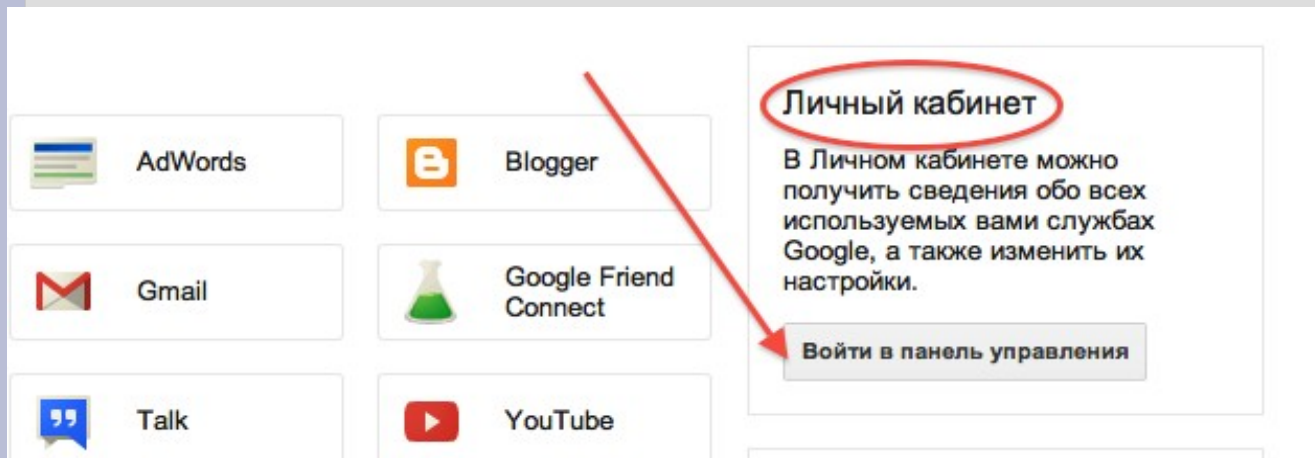 AdWords
Blogger
Gmail
Google Friend
Connect
Talk
YouTube
Личный кабинет
В Личном кабинете можно
получить сведения обо всех
используемых вами службах
Google, а также изменить их
настройки.
Войти в панель управления